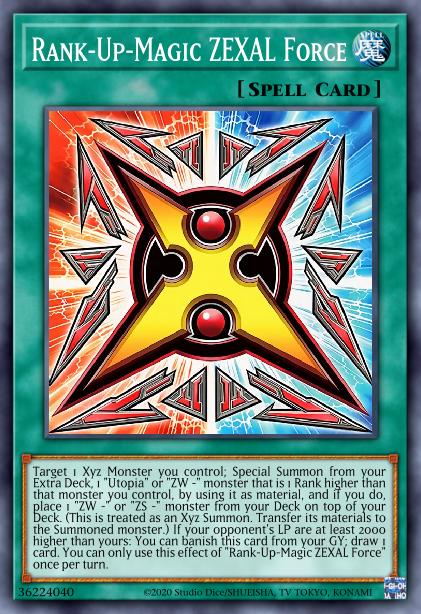 Rank-Up-Magic ZEXAL Force
SPELL
魔
[Spell Card]
Target 1 Xyz Monster you control; Special Summon from your
Extra Deck, 1 "Utopia" or "ZW -" monster that is 1 Rank higher than
that monster you control, by using it as material, and if you do,
place 1 "ZW -" or "ZS -" monster from your Deck on top of your
Deck. (This is treated as an Xyz Summon. Transfer its materials to
the Summoned monster.) If your opponent's LP are at least 2000
higher than yours: You can banish this card from your GY; draw 1
card. You can only use this effect of "Rank-Up-Magic ZEXAL Force"
once per turn.
36224040
©2020 Studio Dice/SHUEISHA, TV TOKYO, KONAMI